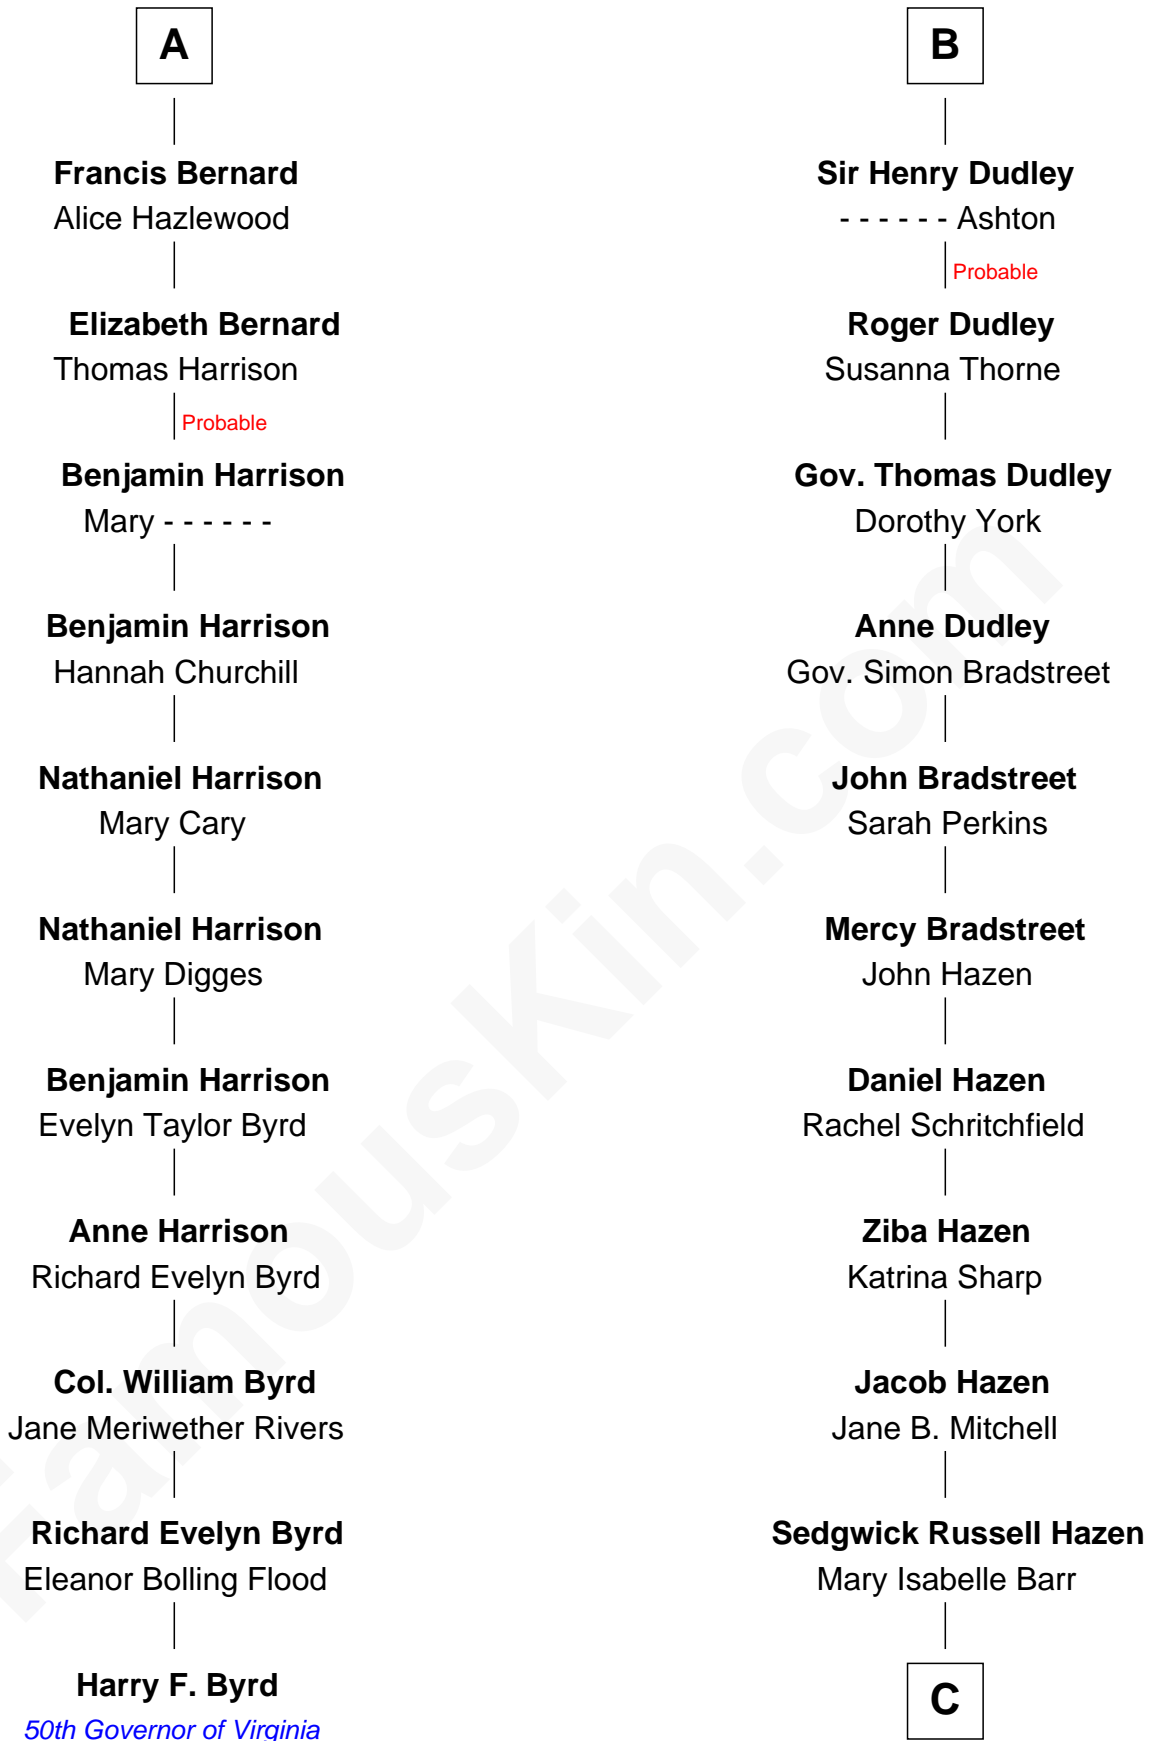 A
Francis Bernard
Alice Hazlewood
Elizabeth Bernard
Thomas Harrison
Probable
Benjamin Harrison
Mary - - - - - -
Benjamin Harrison
Hannah Churchill
Nathaniel Harrison
Mary Cary
Nathaniel Harrison
Mary Digges
Benjamin Harrison
Evelyn Taylor Byrd
Anne Harrison
Richard Evelyn Byrd
Col. William Byrd
Jane Meriwether Rivers
Richard Evelyn Byrd
Eleanor Bolling Flood
Harry F. Byrd
50th Governor of Virginia
B
Sir Henry Dudley
- - - - - - Ashton
Probable
Roger Dudley
Susanna Thorne
Gov. Thomas Dudley
Dorothy York
Anne Dudley
Gov. Simon Bradstreet
John Bradstreet
Sarah Perkins
Mercy Bradstreet
John Hazen
Daniel Hazen
Rachel Schritchfield
Ziba Hazen
Katrina Sharp
Jacob Hazen
Jane B. Mitchell
Sedgwick Russell Hazen
Mary Isabelle Barr
C
FamousKin.com